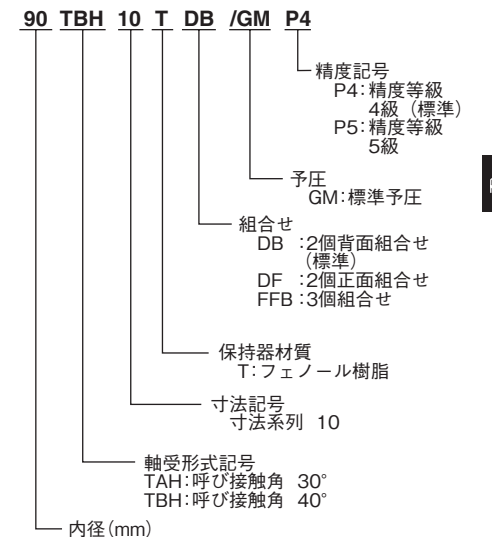 90 TBH 10 T DB /GM P4
精度記号
P4:精度等級
4級(標準)
P5:精度等級
5級
予圧
GM:標準予圧
組合せ
DB :2個背面組合せ
(標準)
DF :2個正面組合せ
FFB:3個組合せ
保持器材質
T:フェノール樹脂
寸法記号
寸法系列 10
軸受形式記号
TAH:呼び接触角 30°
TBH:呼び接触角 40°
内径(mm)